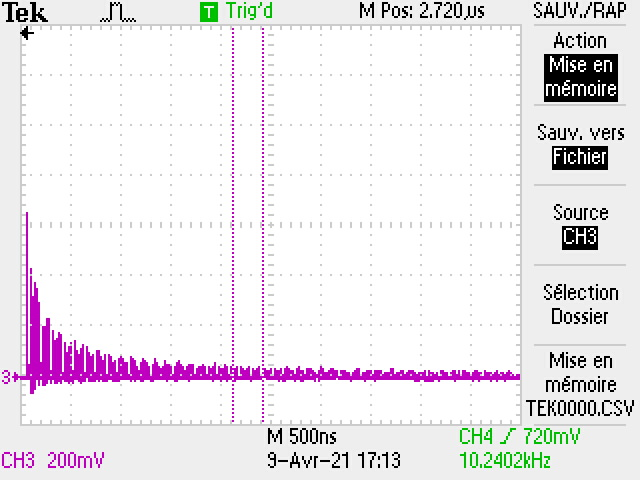 Tek T Trig'd M Pos: 2.720µs SAUV./RAP
Action
Mise en
mémoire
Sauv. vers
Fichier
Source
CH3
Sélection
Dossier
Mise en
mémoire
TEK0000.CSV
3
M 500ns CH4 720mV
CH3 200mV 9-Avr-21 17:13 10.2402kHz